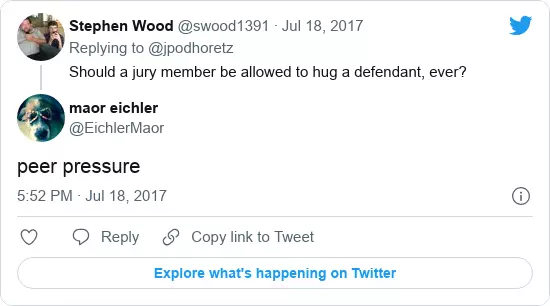 Stephen Wood @swood1391 · Jul 18, 2017
Replying to @jpodhoretz
Should a jury member be allowed to hug a defendant, ever?
maor eichler
@EichlerMaor
peer pressure
5:52 PM · Jul 18, 2017
Reply
Copy link to Tweet
Explore what's happening on Twitter